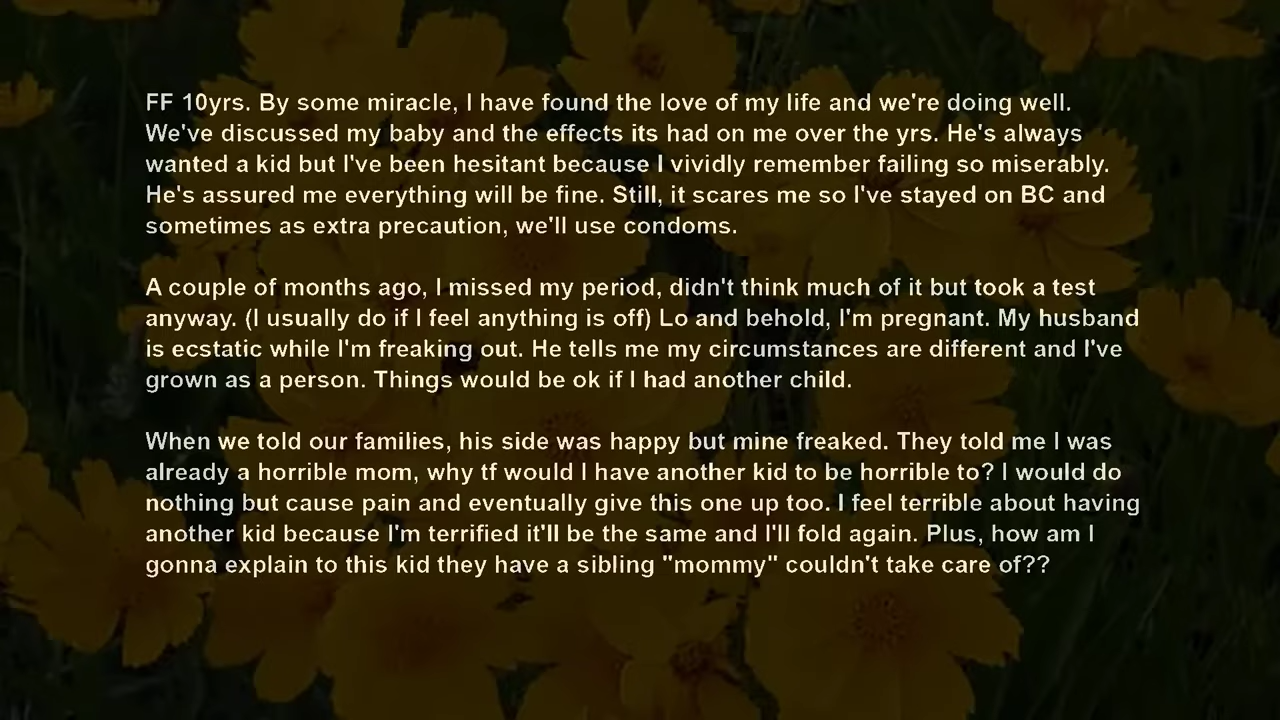 FF 10yrs. By some miracle, I have found the love of my life and we're doing well.
We've discussed my baby and the effects its had on me over the yrs. He's always
wanted a kid but I've been hesitant because I vividly remember failing so miserably.
He's assured me everything will be fine. Still, it scares me so I've stayed on BC and
sometimes as extra precaution, we'll use condoms.
A couple of months ago, I missed my period, didn't think much of it but took a test
anyway. (I usually do if I feel anything is off) Lo and behold, I'm pregnant. My husband
is ecstatic while I'm freaking out. He tells me my circumstances are different and I've
grown as a person. Things would be ok if I had another child.
When we told our families, his side was happy but mine freaked. They told me I was
already a horrible mom, why tf would I have another kid to be horrible to? I would do
nothing but cause pain and eventually give this one up too. I feel terrible about having
another kid because I'm terrified it'll be the same and I'll fold again. Plus, how am I
gonna explain to this kid they have a sibling "mommy" couldn't take care of??